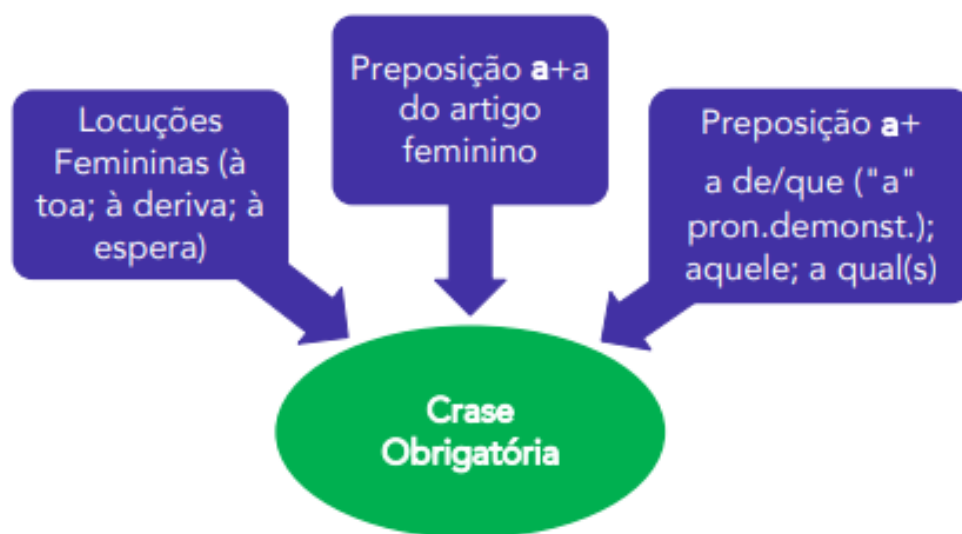 Locuções
Femininas (à
toa; à deriva; à
espera)
Preposição a+a
do artigo
feminino
Preposição a+
a de/que ("a"
pron.demonst.);
aquele; a qual(s)
Crase
Obrigatória